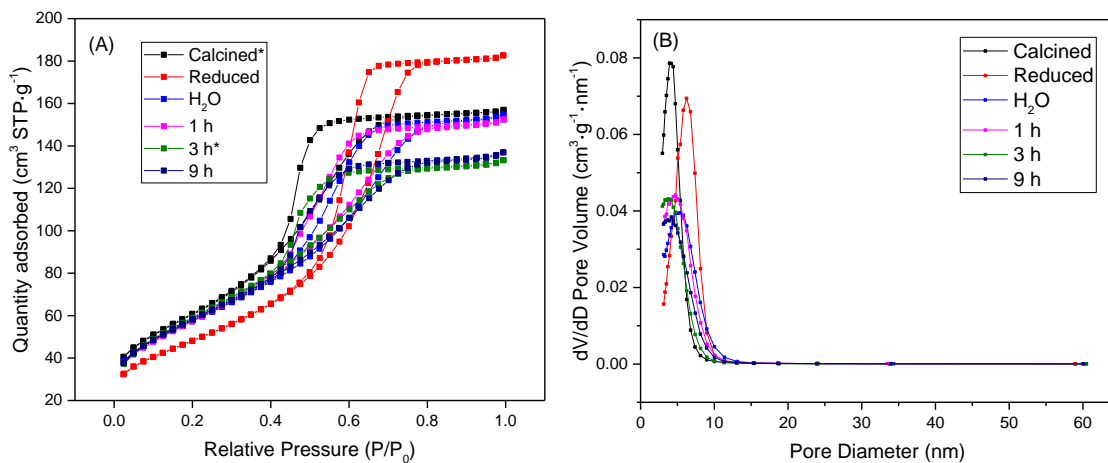 (A)
Calcined*
Reduced
H₂O
1 h
3 h*
9 h
200
180
160
140
120
100
80
60
40
20
Quantity adsorbed (cm³ STP·g⁻¹)
0.0 0.2 0.4 0.6 0.8 1.0
Relative Pressure (P/P₀)
(B)
Calcined
Reduced
H₂O
1 h
3 h
9 h
0.08
0.06
0.04
0.02
0.00
dV/dD Pore Volume (cm³·g⁻¹·nm⁻¹)
0 10 20 30 40 50 60
Pore Diameter (nm)